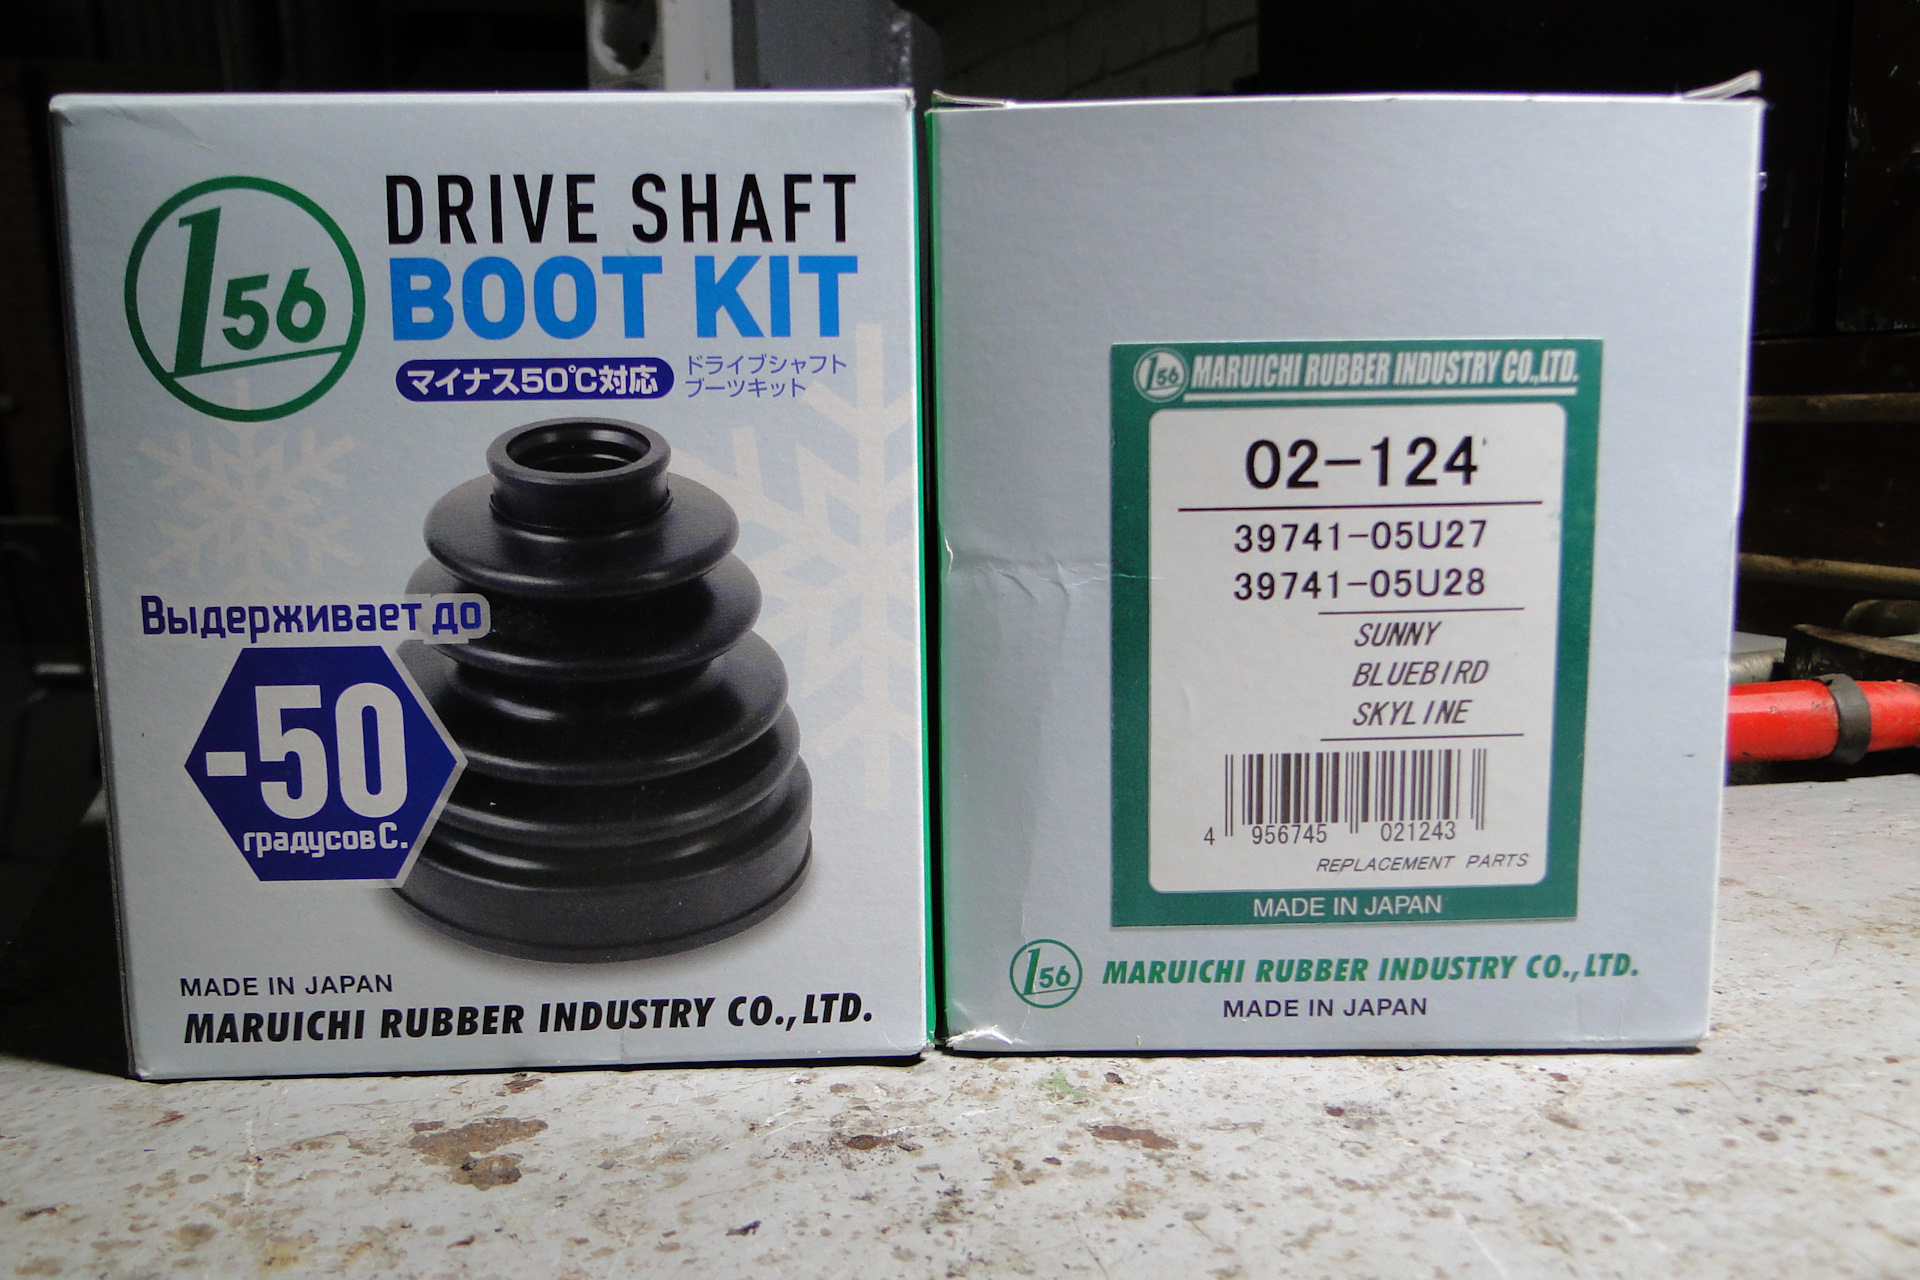 156
DRIVE SHAFT
BOOT KIT
マイナス50℃対応
ドライブシャフト
ブーツキット
Выдерживает до
-50
градусов С.
MADE IN JAPAN
MARUICHI RUBBER INDUSTRY CO.,LTD.
156 MARUICHI RUBBER INDUSTRY CO.,LTD.
02-124
39741-05U27
39741-05U28
SUNNY
BLUEBIRD
SKYLINE
4 956745 021243
REPLACEMENT PARTS
MADE IN JAPAN
156 MARUICHI RUBBER INDUSTRY CO.,LTD.
MADE IN JAPAN